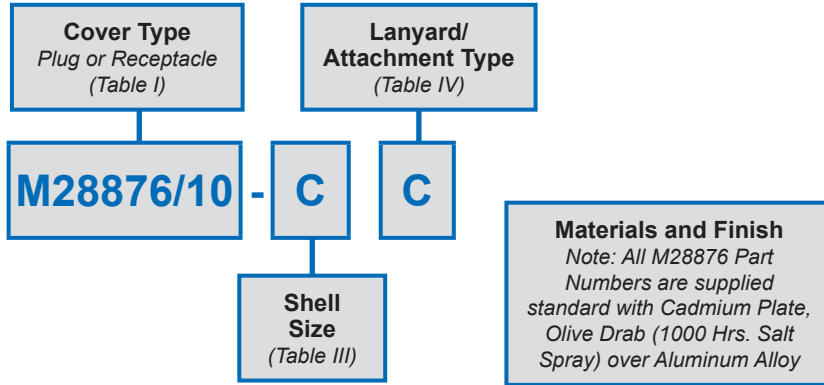 Cover Type
Plug or Receptacle
(Table I)
Lanyard/
Attachment Type
(Table IV)
M28876/10 - C C
Shell
Size
(Table III)
Materials and Finish
Note: All M28876 Part
Numbers are supplied
standard with Cadmium Plate,
Olive Drab (1000 Hrs. Salt
Spray) over Aluminum Alloy